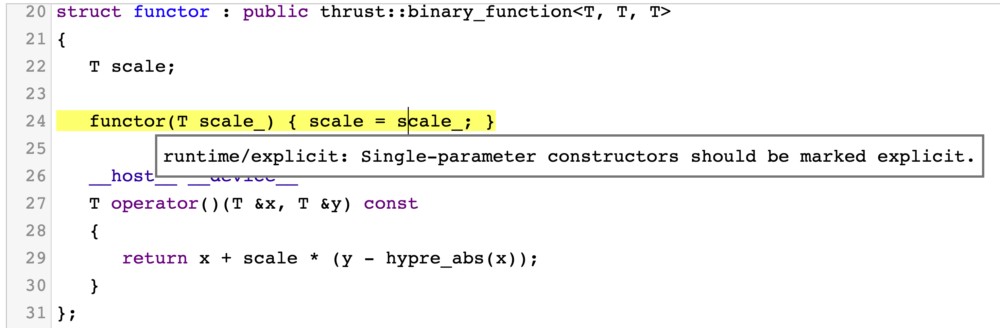 20 struct functor : public thrust::binary_function<T, T, T>
21 {
22 T scale;
23
24 functor(T scale_) { scale = scale_; }
25
runtime/explicit: Single-parameter constructors should be marked explicit.
26 __host__ __device__
27 T operator()(T &x, T &y) const
28 {
29 return x + scale * (y - hypre_abs(x));
30 }
31 };